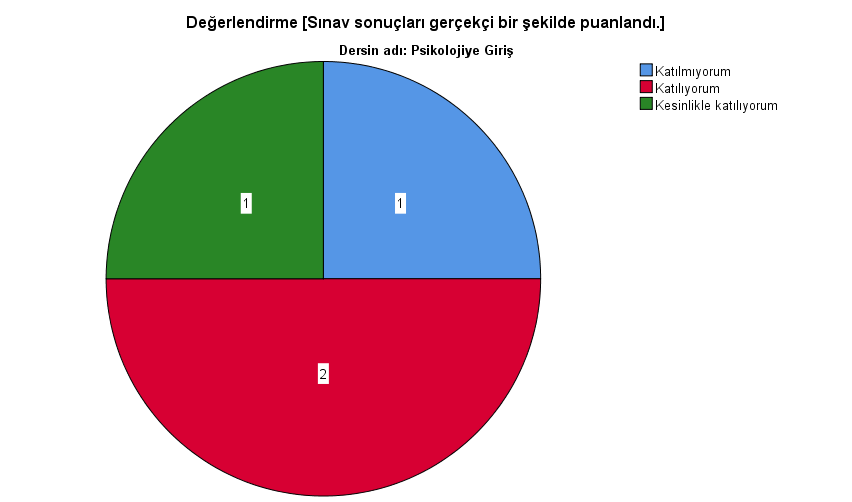 Değerlendirme [Sınav sonuçları gerçekçi bir şekilde puanlandı.]
Dersin adı: Psikolojiye Giriş
Katılmıyorum
Katılıyorum
Kesinlikle katılıyorum
1
1
2